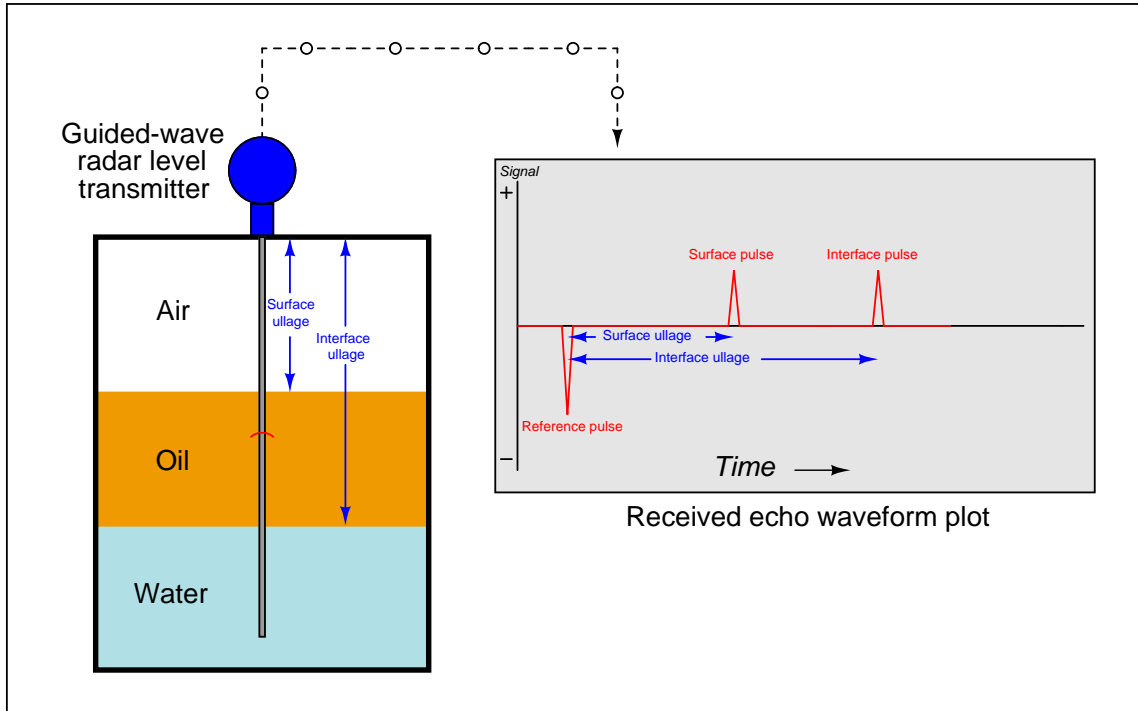 Guided-wave
radar level
transmitter
Air
Surface
ullage
Interface
ullage
Oil
Water
Signal
+
Surface pulse
Interface pulse
Surface ullage
Interface ullage
Reference pulse
−
Time
Received echo waveform plot